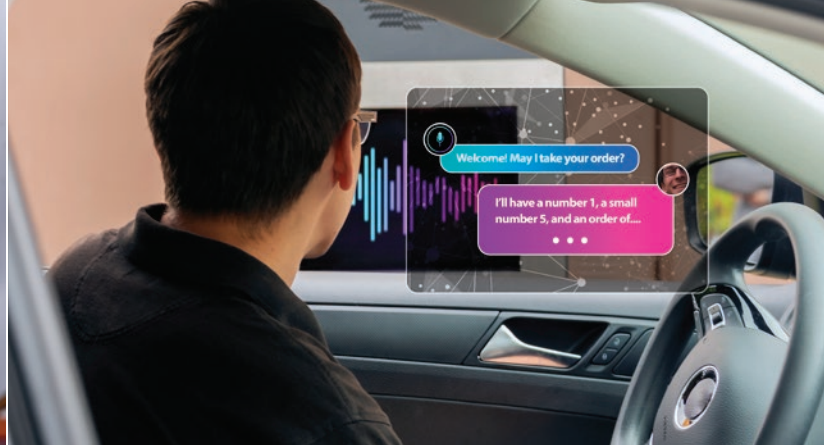 Welcome! May I take your order?
I'll have a number 1, a small
number 5, and an order of....